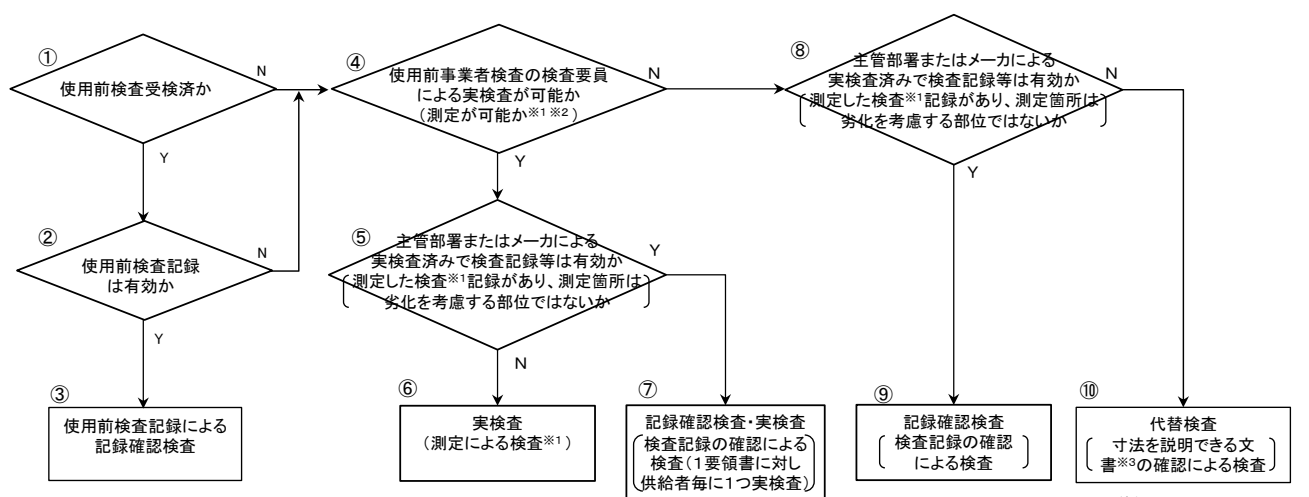 ①
使用前検査受検済か
N
Y
②
使用前検査記録
は有効か
N
Y
③
使用前検査記録による
記録確認検査
④
使用前事業者検査の検査要員
による実検査が可能か
(測定が可能か※1 ※2)
N
Y
⑤
主管部署またはメーカによる
実検査済みで検査記録等は有効か
測定した検査※1記録があり、測定箇所は
劣化を考慮する部位ではないか
Y
N
⑥
実検査
(測定による検査※1)
⑦
記録確認検査・実検査
検査記録の確認による
検査(1要領書に対し
供給者毎に1つ実検査)
⑧
主管部署またはメーカによる
実検査済みで検査記録等は有効か
測定した検査※1記録があり、測定箇所は
劣化を考慮する部位ではないか
N
Y
⑨
記録確認検査
検査記録の確認
による検査
⑩
代替検査
寸法を説明できる文
書※3の確認による検査